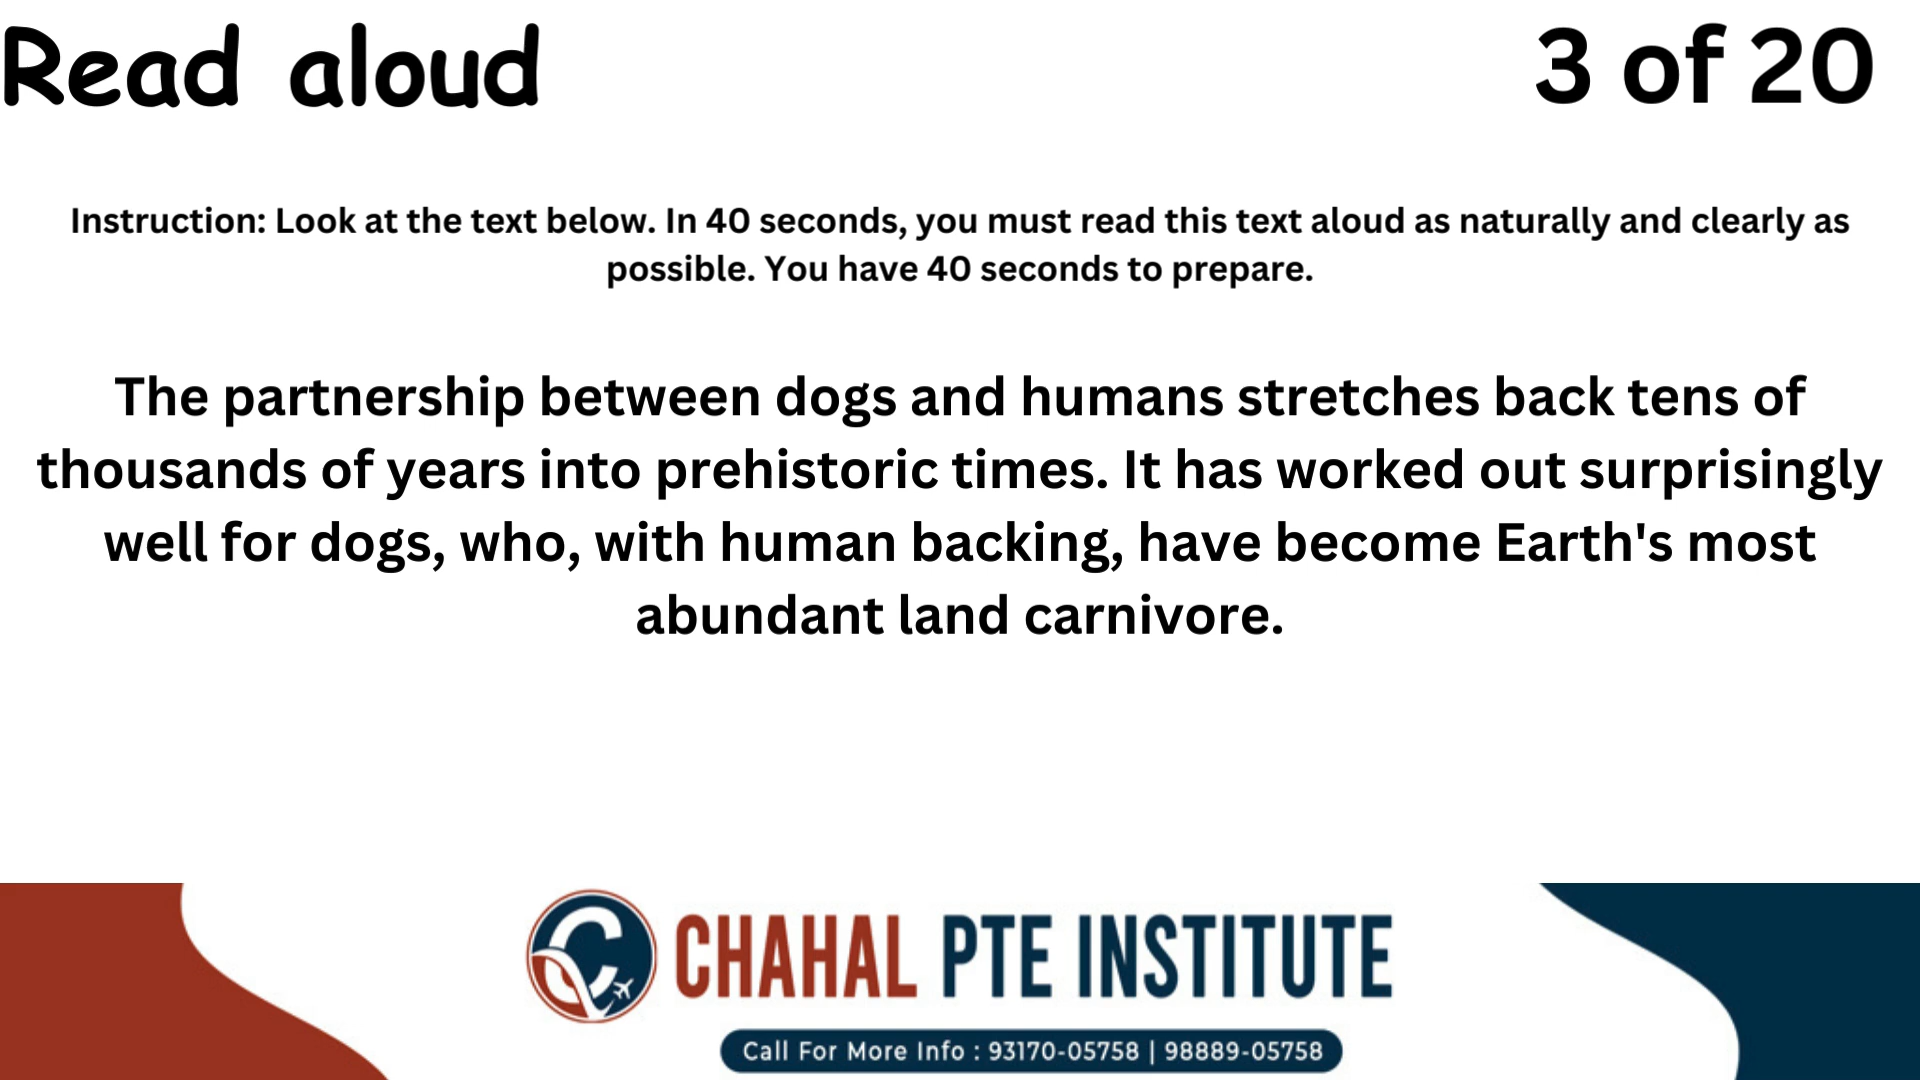 Read aloud
3 of 20
Instruction: Look at the text below. In 40 seconds, you must read this text aloud as naturally and clearly as
possible. You have 40 seconds to prepare.
The partnership between dogs and humans stretches back tens of
thousands of years into prehistoric times. It has worked out surprisingly
well for dogs, who, with human backing, have become Earth's most
abundant land carnivore.
CHAHAL PTE INSTITUTE
Call For More Info : 93170-05758 | 98889-05758